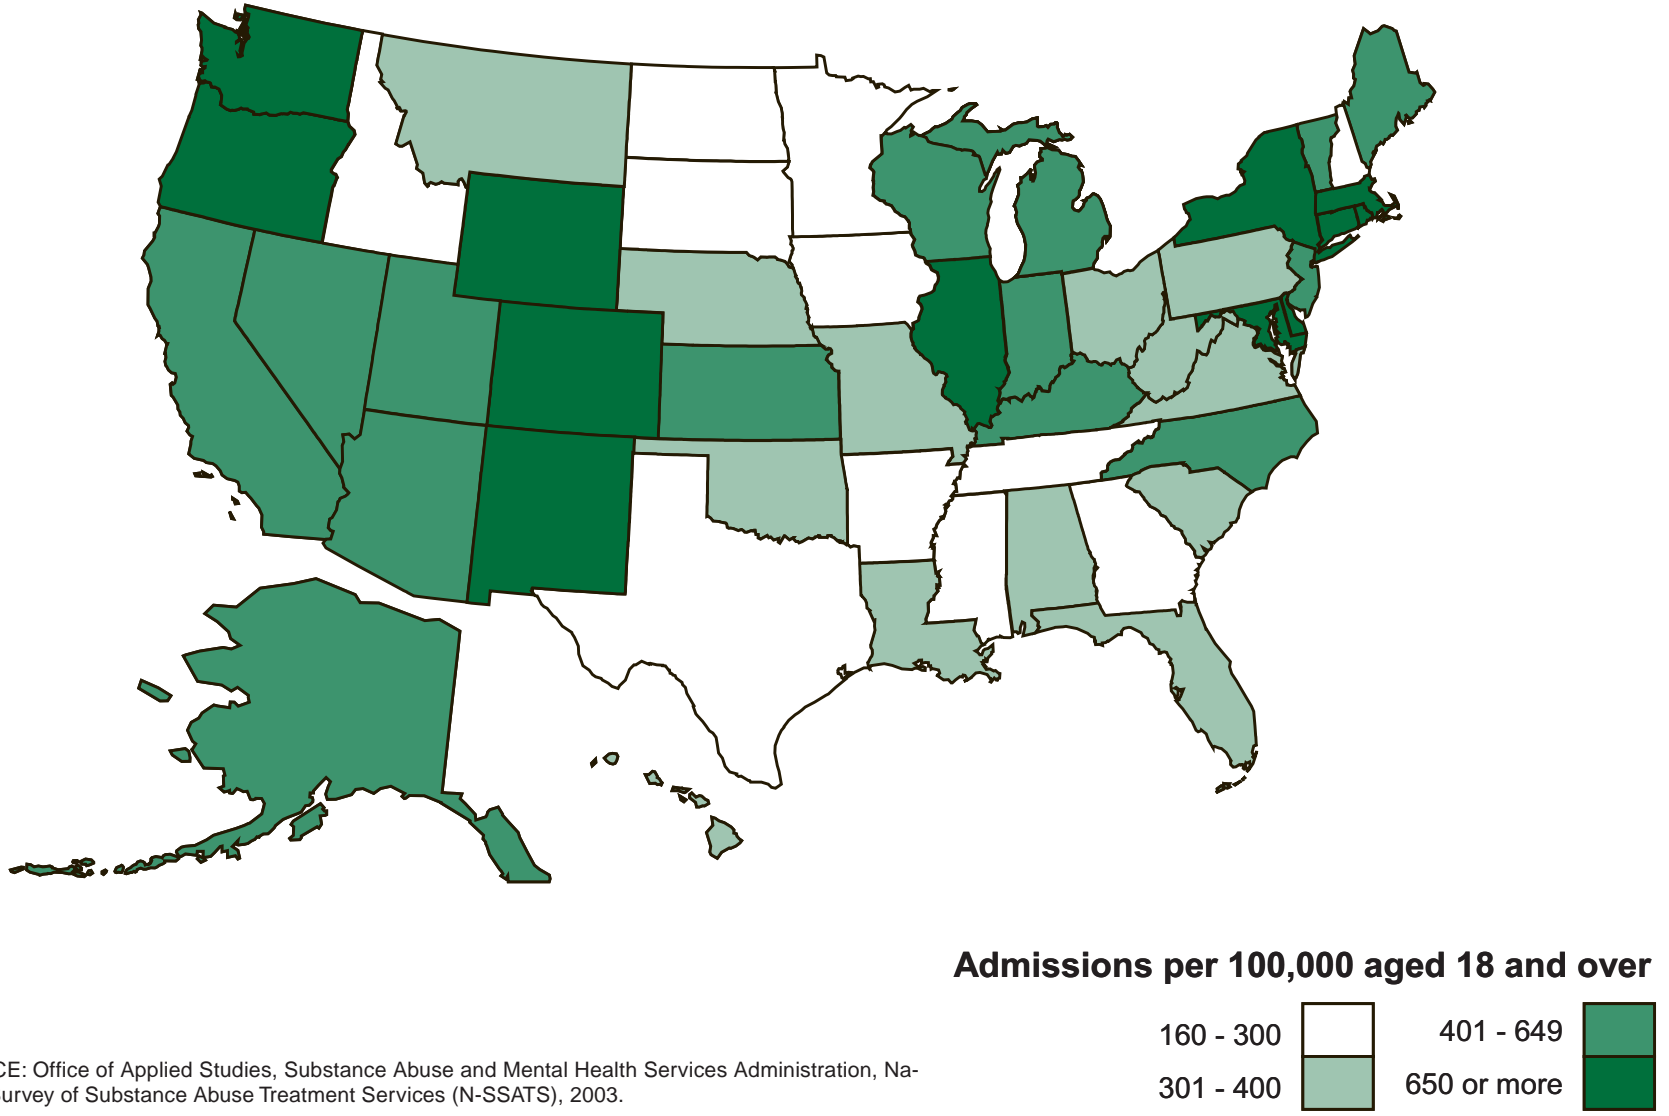 Admissions per 100,000 aged 18 and over
160 - 300
401 - 649
301 - 400
650 or more
CE: Office of Applied Studies, Substance Abuse and Mental Health Services Administration, Na-
urvey of Substance Abuse Treatment Services (N-SSATS), 2003.